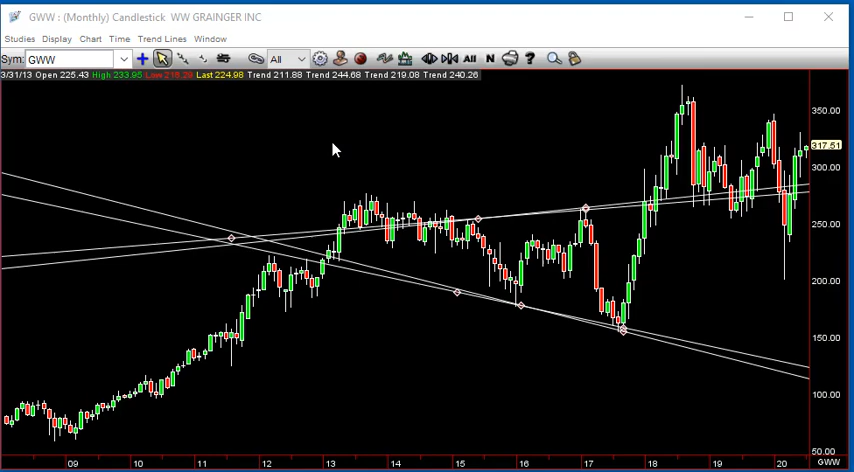 GWW : (Monthly) Candlestick WW GRAINGER INC
Studies Display Chart Time Trend Lines Window
Sym: GWW All All N ?
3/31/13 Open 225.43 High 233.95 Low 218.29 Last 224.98 Trend 211.88 Trend 244.68 Trend 219.08 Trend 240.26
350.00
317.51
300.00
250.00
200.00
150.00
100.00
50.00
09 10 11 12 13 14 15 16 17 18 19 20 GWW